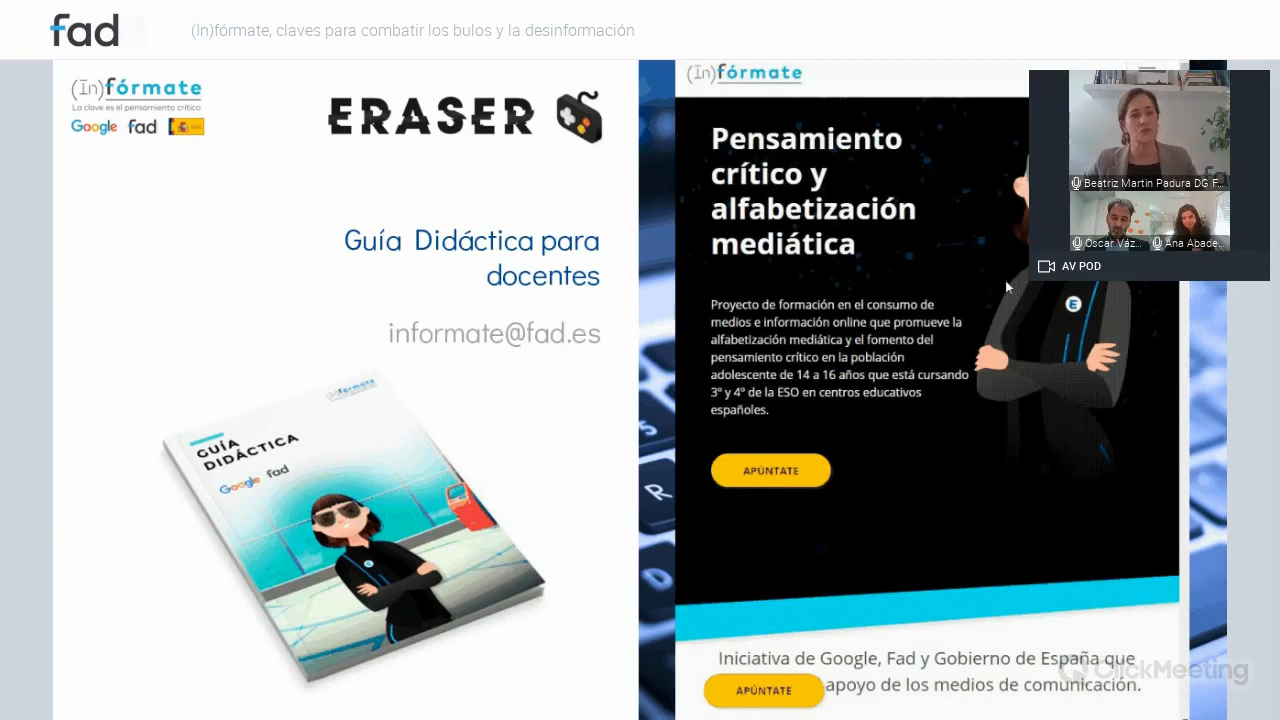 fad
(In)fórmate, claves para combatir los bulos y la desinformación
(In)fórmate
La clave es el pensamiento crítico
Google fad
ERASER
Guía Didáctica para
docentes
informate@fad.es
(In)fórmate
GUÍA
DIDÁCTICA
Google fad
S
R
D
(In)fórmate
Pensamiento
crítico y
alfabetización
mediática
Proyecto de formación en el consumo de
medios e información online que promueve la
alfabetización mediática y el fomento del
pensamiento crítico en la población
adolescente de 14 a 16 años que está cursando
3º y 4º de la ESO en centros educativos
españoles.
E
APÚNTATE
Iniciativa de Google, Fad y Gobierno de España que
apoyo de los medios de comunicación.
APÚNTATE
ClickMeeting
Beatriz Martin Padura DG F...
Óscar Váz...
Ana Abade...
AV POD